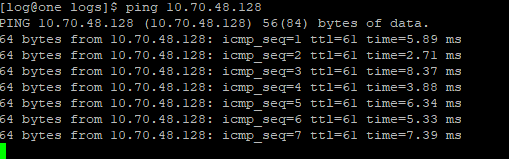 [log@one logs]$ ping 10.70.48.128
PING 10.70.48.128 (10.70.48.128) 56(84) bytes of data.
64 bytes from 10.70.48.128: icmp_seq=1 ttl=61 time=5.89 ms
64 bytes from 10.70.48.128: icmp_seq=2 ttl=61 time=2.71 ms
64 bytes from 10.70.48.128: icmp_seq=3 ttl=61 time=8.37 ms
64 bytes from 10.70.48.128: icmp_seq=4 ttl=61 time=3.88 ms
64 bytes from 10.70.48.128: icmp_seq=5 ttl=61 time=6.34 ms
64 bytes from 10.70.48.128: icmp_seq=6 ttl=61 time=5.33 ms
64 bytes from 10.70.48.128: icmp_seq=7 ttl=61 time=7.39 ms